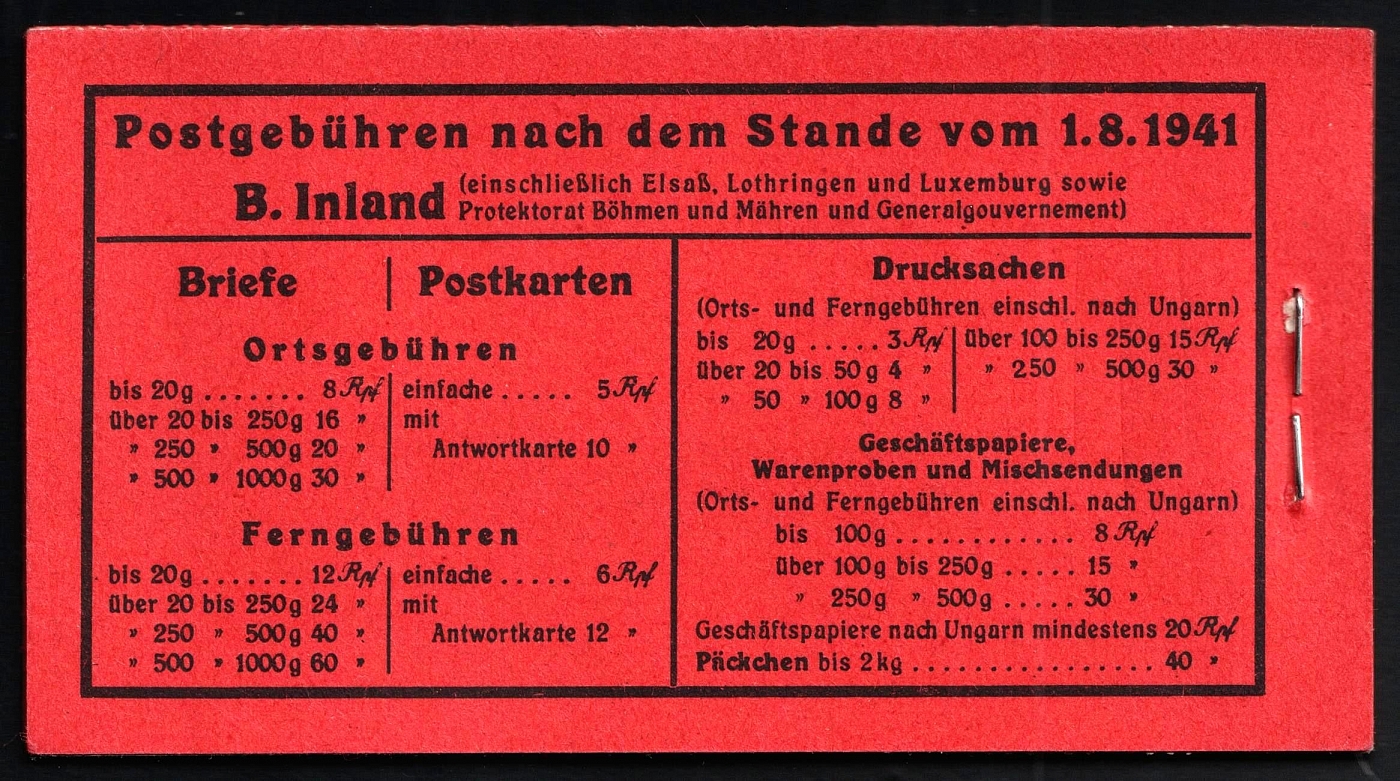 Postgebühren nach dem Stande vom 1.8.1941
B. Inland (einschließlich Elsaß, Lothringen und Luxemburg sowie
Protektorat Böhmen und Mähren und Generalgouvernement)
Briefe
Postkarten
Ortsgebühren
bis 20g ....... 8 Rpf
über 20 bis 250g 16 »
» 250 » 500g 20 »
» 500 » 1000g 30 »
einfache ..... 5 Rpf
mit
Antwortkarte 10 »
Ferngebühren
bis 20g ....... 12 Rpf
über 20 bis 250g 24 »
» 250 » 500g 40 »
» 500 » 1000g 60 »
einfache ..... 6 Rpf
mit
Antwortkarte 12 »
Drucksachen
(Orts- und Ferngebühren einschl. nach Ungarn)
bis 20g ..... 3 Rpf
über 20 bis 50g 4 »
» 50 » 100g 8 »
über 100 bis 250g 15 Rpf
» 250 » 500g 30 »
Geschäftspapiere,
Warenproben und Mischsendungen
(Orts- und Ferngebühren einschl. nach Ungarn)
bis 100g ............ 8 Rpf
über 100g bis 250g ..... 15 »
» 250g » 500g ..... 30 »
Geschäftspapiere nach Ungarn mindestens 20 Rpf
Päckchen bis 2kg ................. 40 »